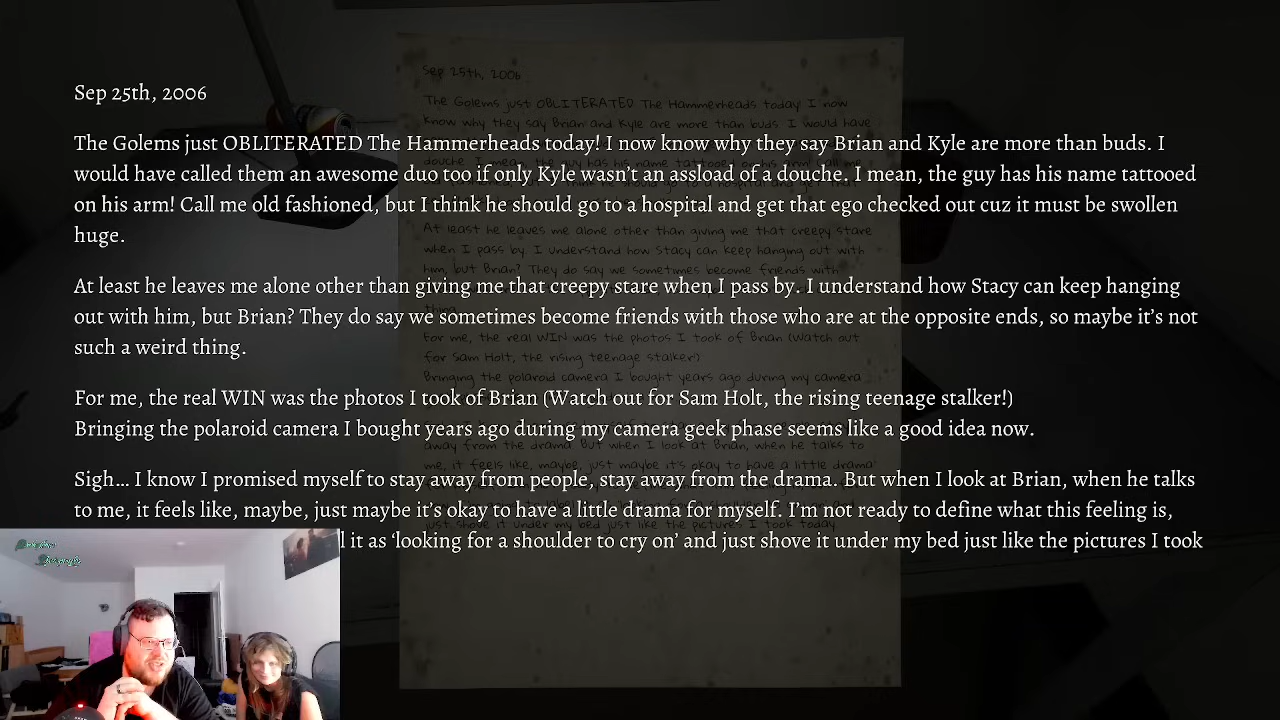 Sep 25th, 2006
The Golems just OBLITERATED The Hammerheads today! I now know why they say Brian and Kyle are more than buds. I
would have called them an awesome duo too if only Kyle wasn't an assload of a douche. I mean, the guy has his name tattooed
on his arm! Call me old fashioned, but I think he should go to a hospital and get that ego checked out cuz it must be swollen
huge.
At least he leaves me alone other than giving me that creepy stare when I pass by. I understand how Stacy can keep hanging
out with him, but Brian? They do say we sometimes become friends with those who are at the opposite ends, so maybe it's not
such a weird thing.
For me, the real WIN was the photos I took of Brian (Watch out for Sam Holt, the rising teenage stalker!)
Bringing the polaroid camera I bought years ago during my camera geek phase seems like a good idea now.
Sigh... I know I promised myself to stay away from people, stay away from the drama. But when I look at Brian, when he talks
to me, it feels like, maybe, just maybe it's okay to have a little drama for myself. I'm not ready to define what this feeling is,
it as 'looking for a shoulder to cry on' and just shove it under my bed just like the pictures I took